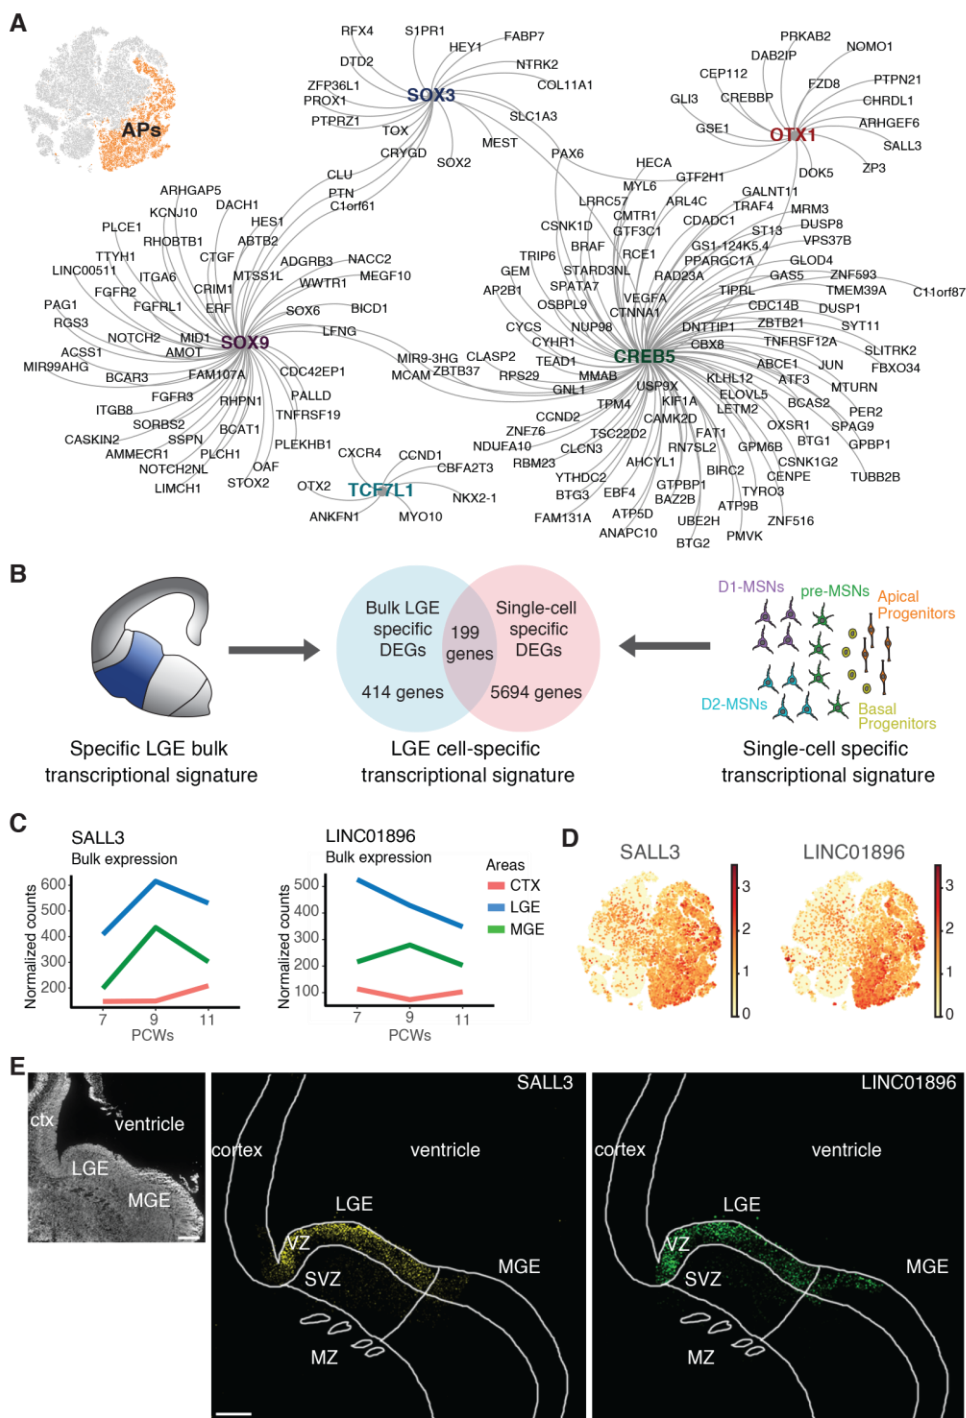 A
APs
RFX4
S1PR1
HEY1
FABP7
DTD2
NTRK2
ZFP36L1
COL11A1
PROX1
SOX3
PTPRZ1
SLC1A3
TOX
MEST
CRYGD
SOX2
PAX6
CLU
PTN
C1orf61
PRKAB2
NOMO1
DAB2IP
CEP112
FZD8
PTPN21
GLI3
CREBBP
CHRDL1
GSE1
OTX1
ARHGEF6
SALL3
DOK5
ZP3
ARHGAP5
DACH1
KCNJ10
HES1
PLCE1
RHOBTB1
ABTB2
TTYH1
CTGF
ADGRB3
NACC2
LINC00511
ITGA6
MTSS1L
MEGF10
WWTR1
FGFR2
CRIM1
PAG1
FGFRL1
ERF
SOX6
BICD1
RGS3
LFNG
NOTCH2
MID1
SOX9
ACSS1
AMOT
MIR99AHG
BCAR3
FAM107A
CDC42EP1
FGFR3
RHPN1
PALLD
ITGB8
TNFRSF19
SORBS2
BCAT1
CASKIN2
SSPN
PLEKHB1
AMMECR1
PLCH1
NOTCH2NL
OAF
LIMCH1
STOX2
MIR9-3HG
ZBTB37
MCAM
CXCR4
CCND1
CBFA2T3
OTX2
TCF7L1
NKX2-1
ANKFN1
MYO10
HECA
GTF2H1
MYL6
GALNT11
LRRC57
ARL4C
TRAF4
MRM3
CMTR1
CDADC1
DUSP8
CSNK1D
GTF3C1
ST13
VPS37B
BRAF
RCE1
GS1-124K5.4
TRIP6
PPARGC1A
GLOD4
GEM
STARD3NL
RAD23A
GAS5
ZNF593
AP2B1
SPATA7
TIPRL
TMEM39A
C11orf87
OSBPL9
VEGFA
CDC14B
DUSP1
CTNNA1
CYCS
NUP98
DNTTIP1
ZBTB21
SYT11
CYHR1
CBX8
TNFRSF12A
CLASP2
TEAD1
CREB5
SLITRK2
RPS29
MMAB
ABCE1
JUN
FBXO34
GNL1
USP9X
KLHL12
ATF3
MTURN
TPM4
KIF1A
ELOVL5
BCAS2
CCND2
CAMK2D
LETM2
PER2
ZNF76
TSC22D2
OXSR1
SPAG9
NDUFA10
CLCN3
FAT1
BTG1
GPBP1
RBM23
RN7SL2
GPM6B
CSNK1G2
YTHDC2
AHCYL1
BIRC2
CENPE
TUBB2B
BTG3
EBF4
GTPBP1
TYRO3
BAZ2B
FAM131A
ATP5D
ATP9B
ANAPC10
UBE2H
ZNF516
BTG2
PMVK
B
Specific LGE bulk
transcriptional signature
Bulk LGE
specific
DEGs
414 genes
199
genes
Single-cell
specific
DEGs
5694 genes
LGE cell-specific
transcriptional signature
D1-MSNs
pre-MSNs
Apical
Progenitors
D2-MSNs
Basal
Progenitors
Single-cell specific
transcriptional signature
C
SALL3
Bulk expression
Normalized counts
600
500
400
300
200
7
9
11
PCWs
LINC01896
Bulk expression
Normalized counts
500
400
300
200
100
7
9
11
PCWs
Areas
CTX
LGE
MGE
D
SALL3
3
2
1
0
LINC01896
3
2
1
0
E
ctx
ventricle
LGE
MGE
SALL3
cortex
ventricle
LGE
VZ
SVZ
MGE
MZ
LINC01896
cortex
ventricle
LGE
VZ
SVZ
MGE
MZ